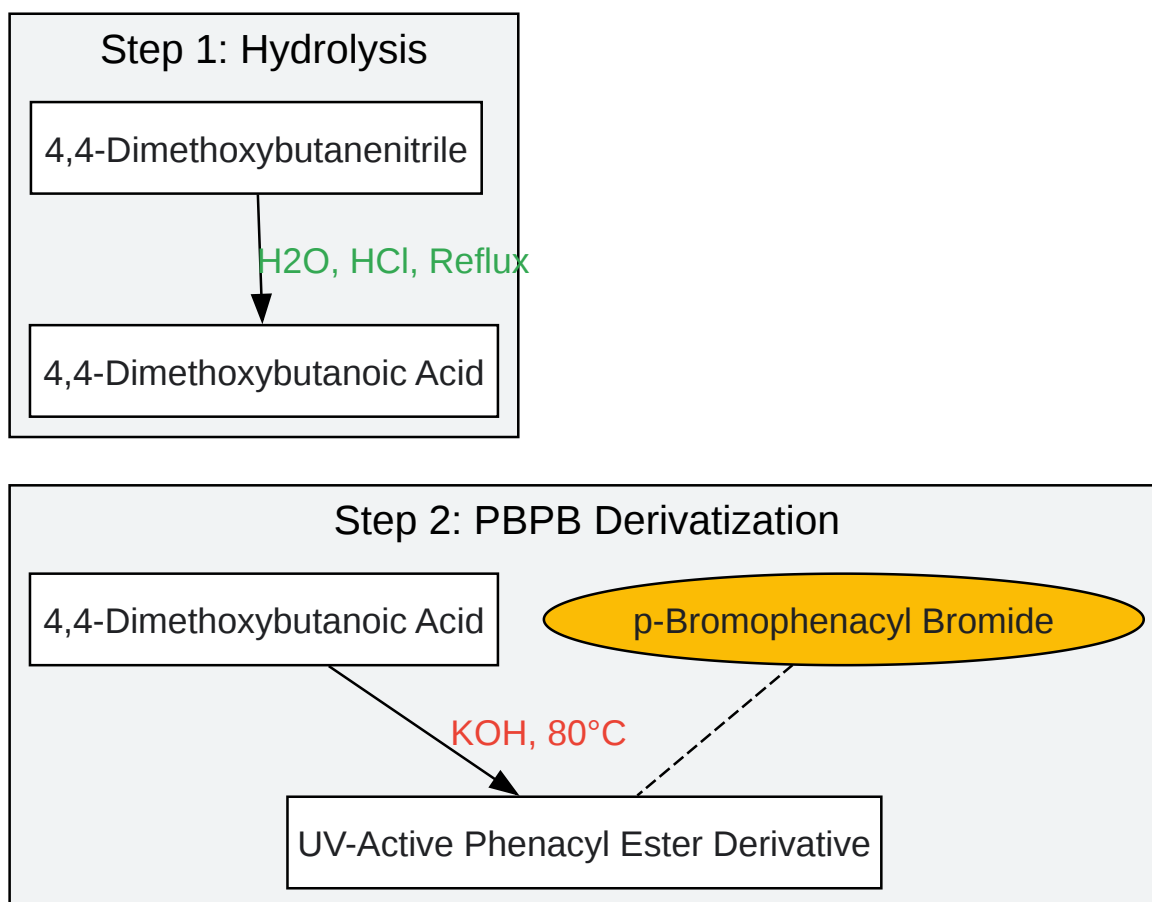 Step 1: Hydrolysis
4,4-Dimethoxybutanenitrile
H2O, HCl, Reflux
4,4-Dimethoxybutanoic Acid
Step 2: PBPB Derivatization
4,4-Dimethoxybutanoic Acid
p-Bromophenacyl Bromide
KOH, 80°C
UV-Active Phenacyl Ester Derivative